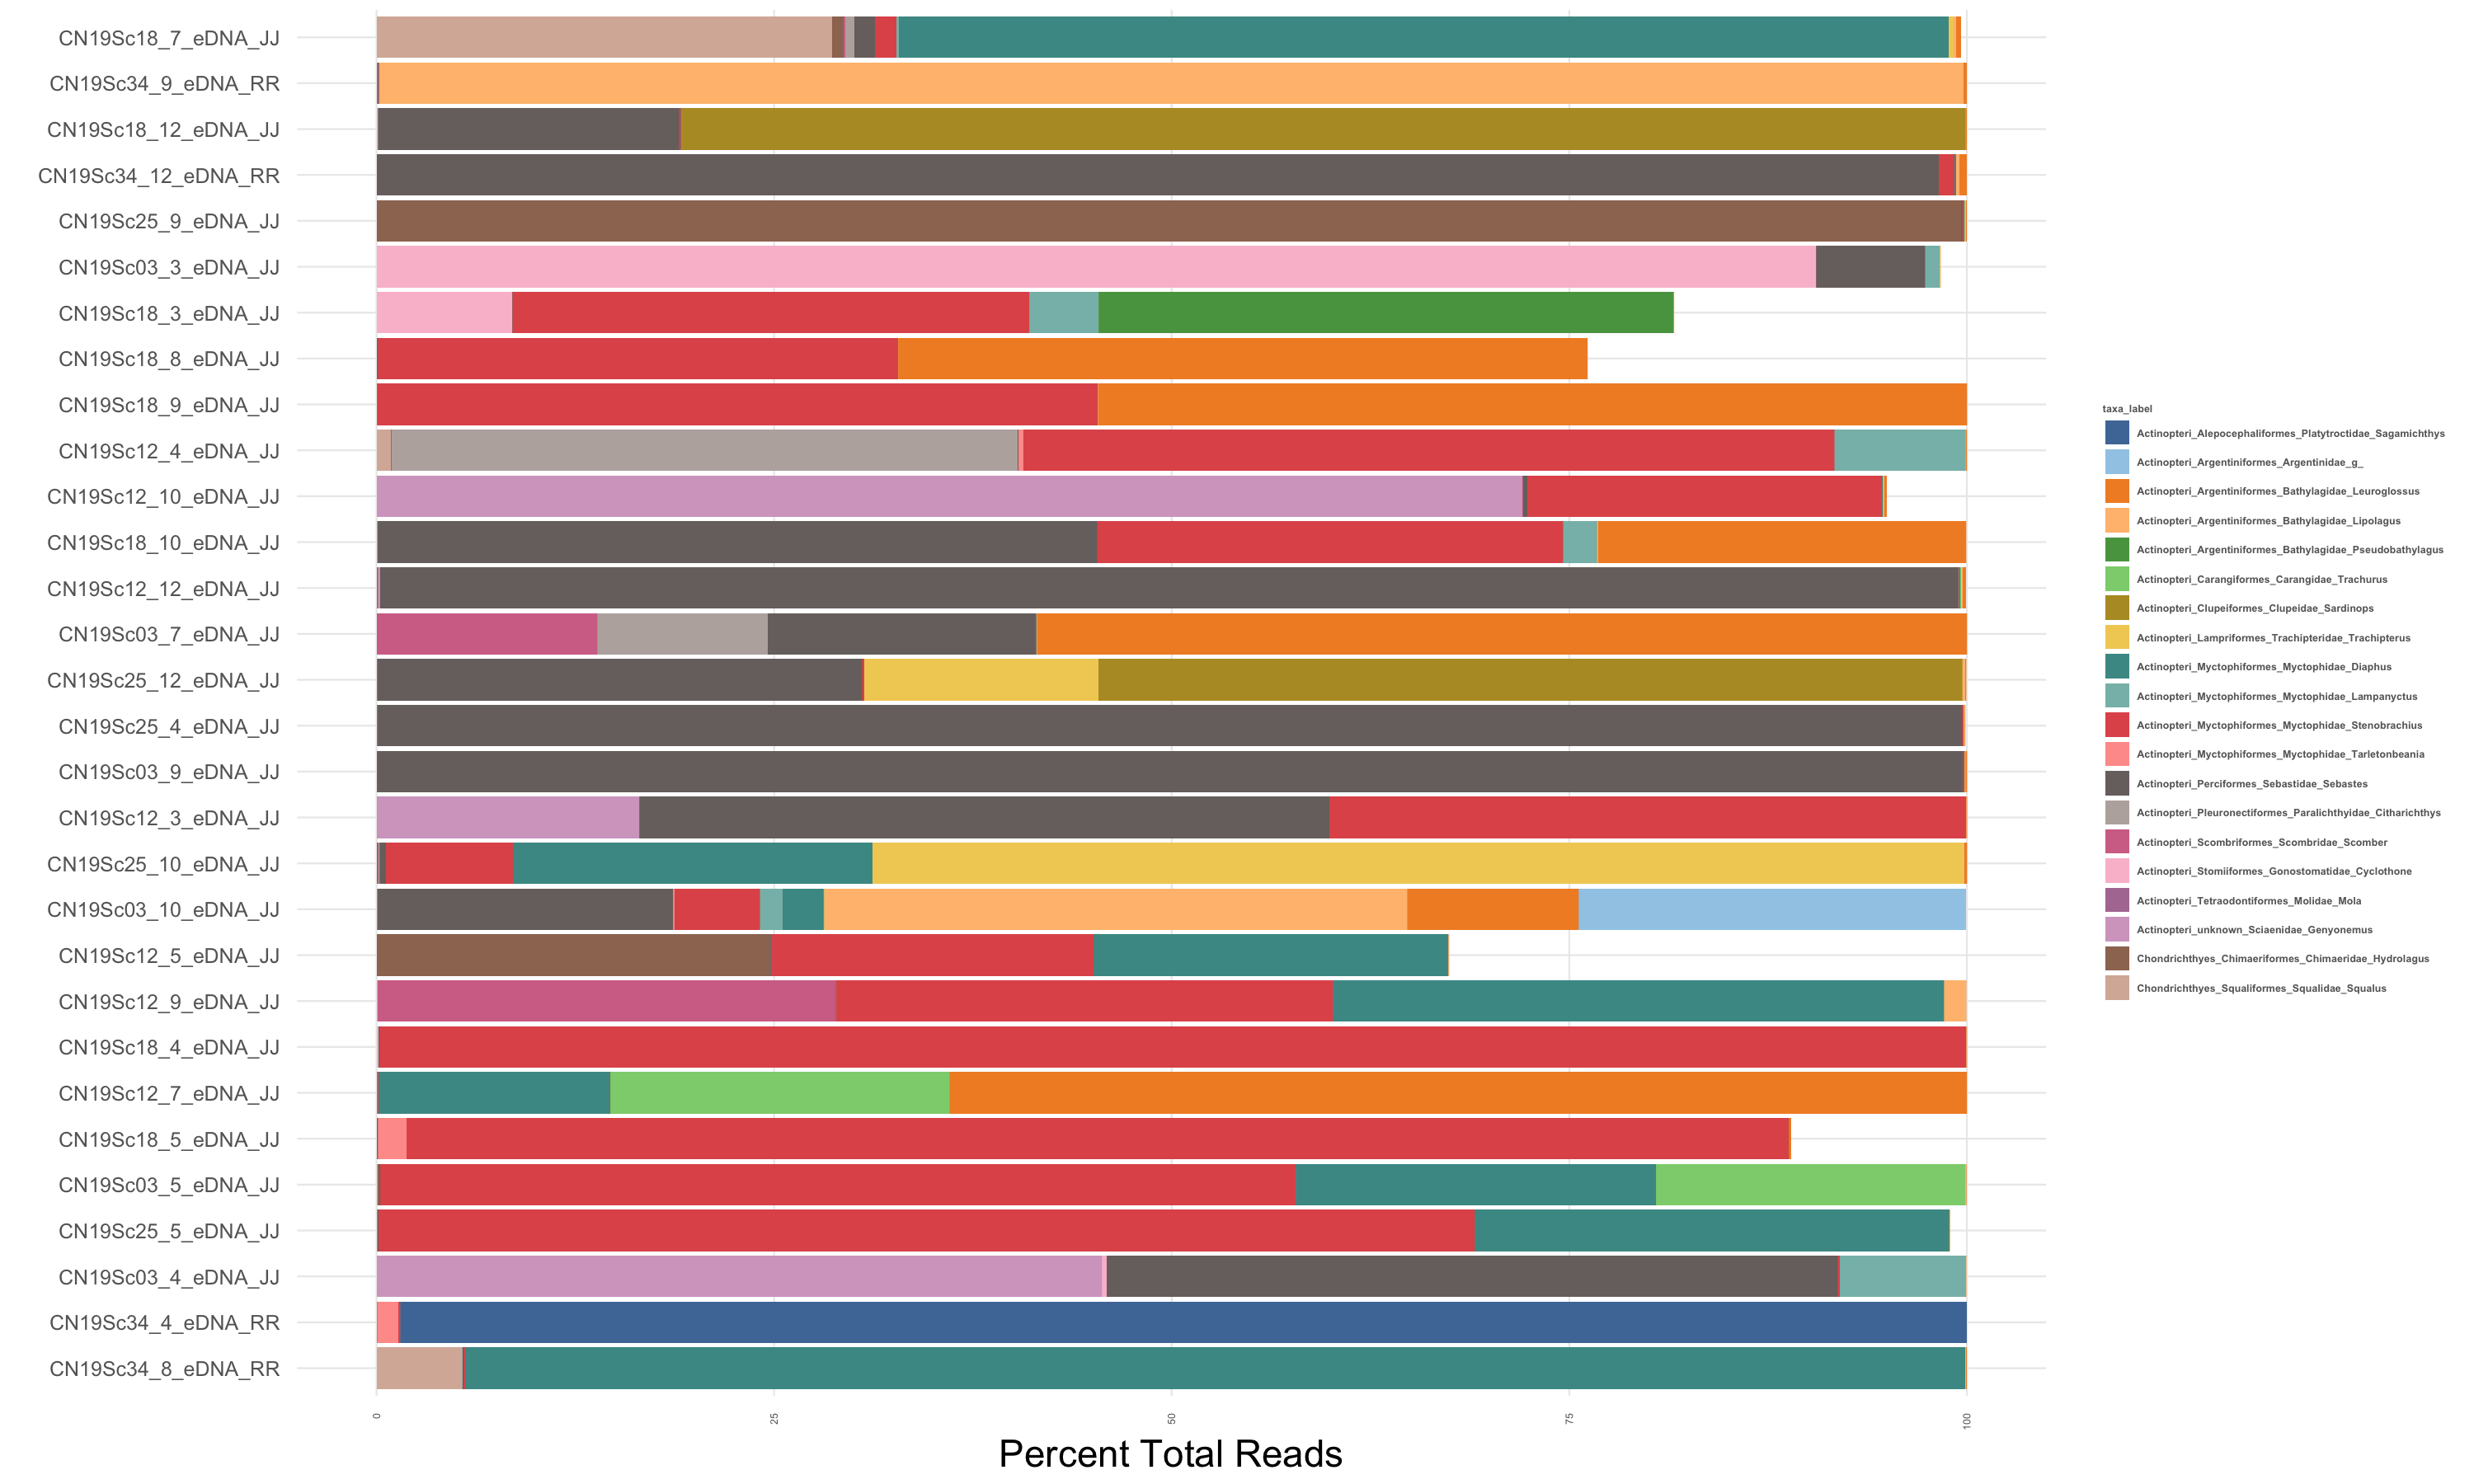 CN19Sc18_7_eDNA_JJ
CN19Sc34_9_eDNA_RR
CN19Sc18_12_eDNA_JJ
CN19Sc34_12_eDNA_RR
CN19Sc25_9_eDNA_JJ
CN19Sc03_3_eDNA_JJ
CN19Sc18_3_eDNA_JJ
CN19Sc18_8_eDNA_JJ
CN19Sc18_9_eDNA_JJ
CN19Sc12_4_eDNA_JJ
CN19Sc12_10_eDNA_JJ
CN19Sc18_10_eDNA_JJ
CN19Sc12_12_eDNA_JJ
CN19Sc03_7_eDNA_JJ
CN19Sc25_12_eDNA_JJ
CN19Sc25_4_eDNA_JJ
CN19Sc03_9_eDNA_JJ
CN19Sc12_3_eDNA_JJ
CN19Sc25_10_eDNA_JJ
CN19Sc03_10_eDNA_JJ
CN19Sc12_5_eDNA_JJ
CN19Sc12_9_eDNA_JJ
CN19Sc18_4_eDNA_JJ
CN19Sc12_7_eDNA_JJ
CN19Sc18_5_eDNA_JJ
CN19Sc03_5_eDNA_JJ
CN19Sc25_5_eDNA_JJ
CN19Sc03_4_eDNA_JJ
CN19Sc34_4_eDNA_RR
CN19Sc34_8_eDNA_RR
0
25
50
75
100
Percent Total Reads
taxa_label
Actinopteri_Alepocephaliformes_Platytroctidae_Sagamichthys
Actinopteri_Argentiniformes_Argentinidae_g_
Actinopteri_Argentiniformes_Bathylagidae_Leuroglossus
Actinopteri_Argentiniformes_Bathylagidae_Lipolagus
Actinopteri_Argentiniformes_Bathylagidae_Pseudobathylagus
Actinopteri_Carangiformes_Carangidae_Trachurus
Actinopteri_Clupeiformes_Clupeidae_Sardinops
Actinopteri_Lampriformes_Trachipteridae_Trachipterus
Actinopteri_Myctophiformes_Myctophidae_Diaphus
Actinopteri_Myctophiformes_Myctophidae_Lampanyctus
Actinopteri_Myctophiformes_Myctophidae_Stenobrachius
Actinopteri_Myctophiformes_Myctophidae_Tarletonbeania
Actinopteri_Perciformes_Sebastidae_Sebastes
Actinopteri_Pleuronectiformes_Paralichthyidae_Citharichthys
Actinopteri_Scombriformes_Scombridae_Scomber
Actinopteri_Stomiiformes_Gonostomatidae_Cyclothone
Actinopteri_Tetraodontiformes_Molidae_Mola
Actinopteri_unknown_Sciaenidae_Genyonemus
Chondrichthyes_Chimaeriformes_Chimaeridae_Hydrolagus
Chondrichthyes_Squaliformes_Squalidae_Squalus